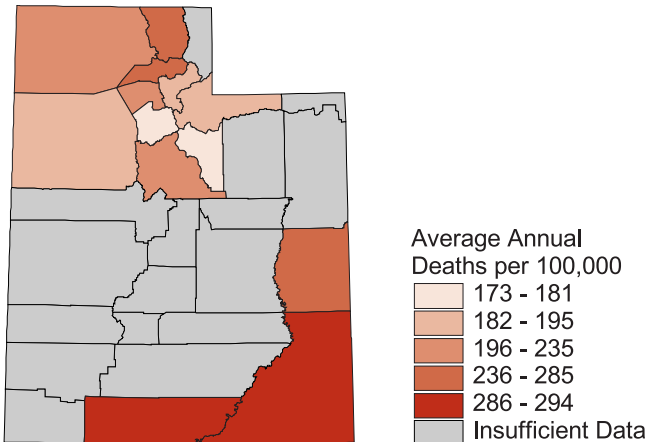 Average Annual
Deaths per 100,000
173 - 181
182 - 195
196 - 235
236 - 285
286 - 294
Insufficient Data